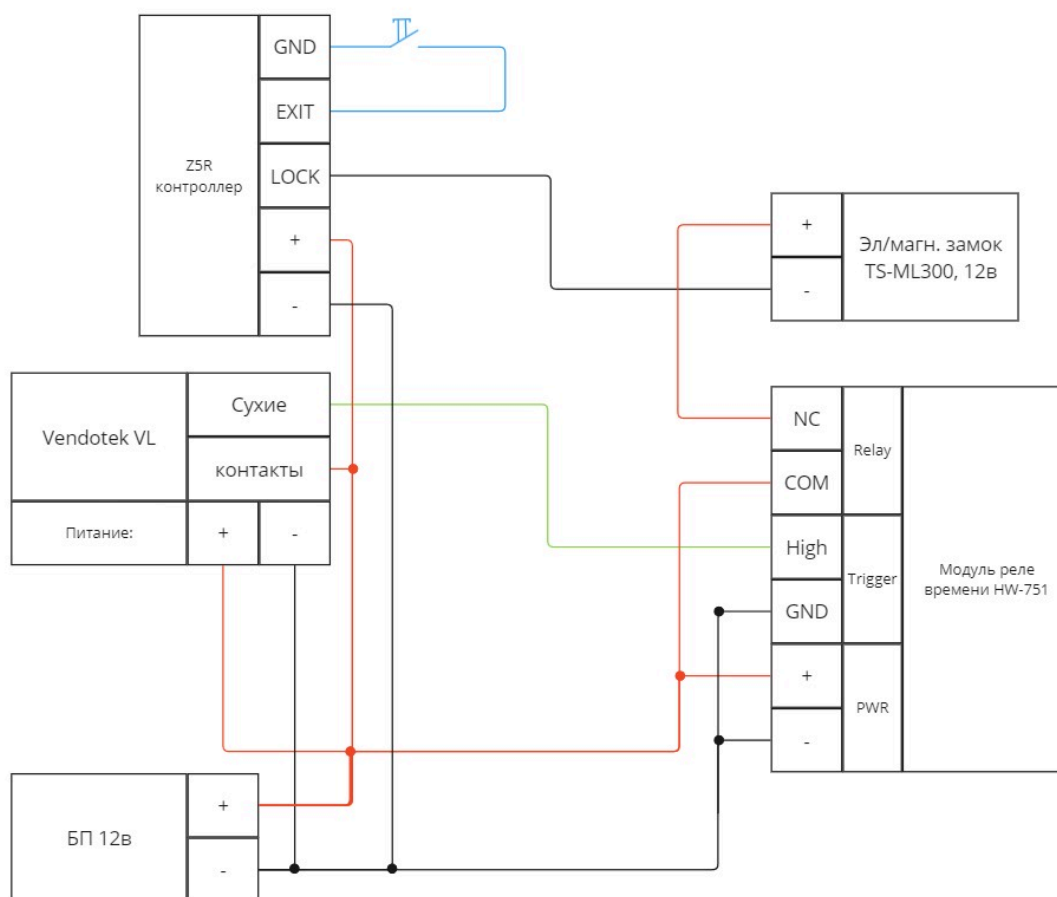 GND
EXIT
Z5R
контроллер
LOCK
+
-
+
Эл/магн. замок
TS-ML300, 12в
-
Vendotek VL
Сухие
контакты
Питание:
+
-
NC
COM
Relay
High
GND
Trigger
+
-
PWR
Модуль реле
времени HW-751
БП 12в
+
-